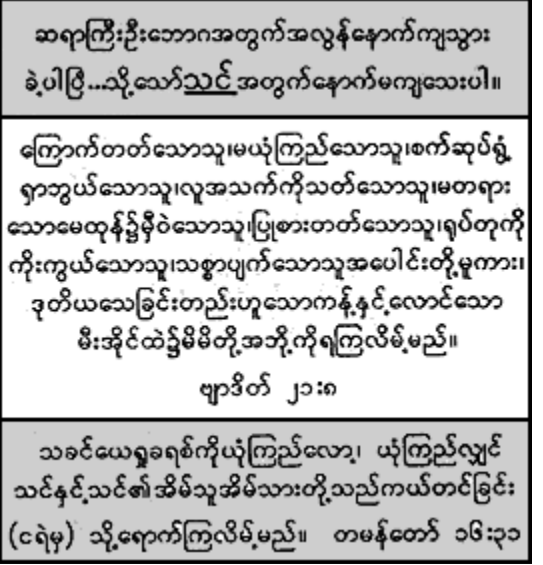 ဆရာကြီးဦးဘောဂအတွက်အလွန်နောက်ကျသွား
ခဲ့ပါပြီ...သို့သော်သင်အတွက်နောက်မကျသေးပါ။
ကြောက်တတ်သောသူ၊မယုံကြည်သောသူ၊စက်ဆုပ်ရွံ့
ရှာဘွယ်သောသူ၊လူအသက်ကိုသတ်သောသူ၊မတရား
သောမေထုန်၌မှီဝဲသောသူ၊ပြုစားတတ်သောသူ၊ရုပ်တုကို
ကိုးကွယ်သောသူ၊သစ္စာပျက်သောသူအပေါင်းတို့မူကား၊
ဒုတိယသေခြင်းတည်းဟူသောကန့်နှင့်လောင်သော
မီးအိုင်ထဲ၌မိမိတို့အဘို့ကိုရကြလိမ့်မည်။
ဗျာဒိတ် ၂၁း၈
သခင်ယေရှုခရစ်ကိုယုံကြည်လော့၊ ယုံကြည်လျှင်
သင်နှင့်သင်၏အိမ်သူအိမ်သားတို့သည်ကယ်တင်ခြင်း
(ငရဲမှ) သို့ရောက်ကြလိမ့်မည်။ တမန်တော် ၁၆း၃၁